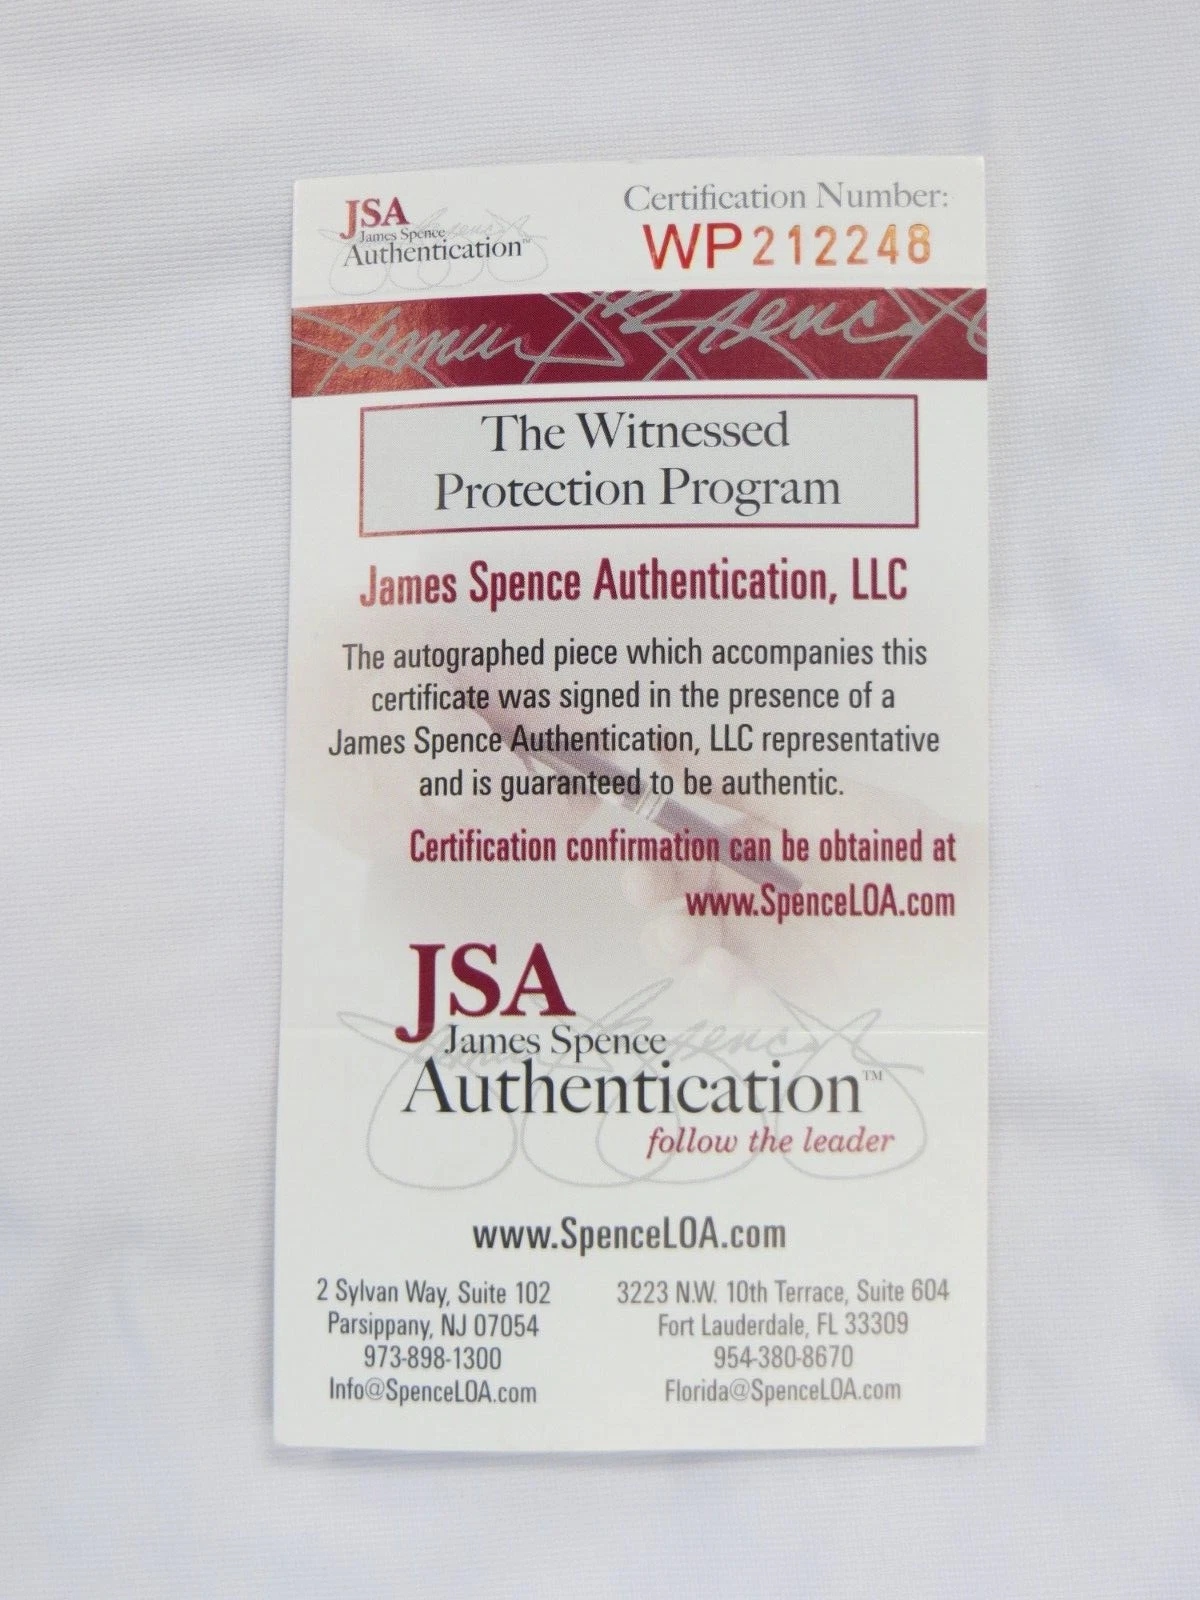 JSA
James Spence
Authentication™
Certification Number:
WP212248
James Spence
The Witnessed
Protection Program
James Spence Authentication, LLC
The autographed piece which accompanies this
certificate was signed in the presence of a
James Spence Authentication, LLC representative
and is guaranteed to be authentic.
Certification confirmation can be obtained at
www.SpenceLOA.com
JSA
James Spence
Authentication™
follow the leader
www.SpenceLOA.com
2 Sylvan Way, Suite 102
Parsippany, NJ 07054
973-898-1300
Info@SpenceLOA.com
3223 N.W. 10th Terrace, Suite 604
Fort Lauderdale, FL 33309
954-380-8670
Florida@SpenceLOA.com